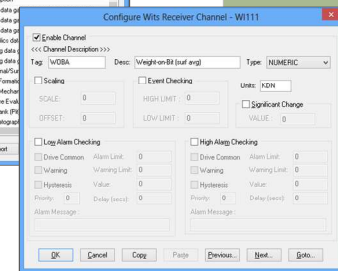 data ga
Configure Wits Receiver Channel - WI111
Enable Channel
<<< Channel Description >>>
Tag: WOBA Desc: Weight-on-Bit (surf avg) Type: NUMERIC
Scaling
SCALE: 0
OFFSET: 0
Event Checking
HIGH LIMIT: 0
LOW LIMIT: 0
Units: KDN
Significant Change
VALUE: 0
Low Alarm Checking
Drive Common Alarm Limit: 0
Warning Warning Limit: 0
Hysteresis Value: 0
Priority: 0 Delay (secs): 0
Alarm Message:
High Alarm Checking
Drive Common Alarm Limit: 0
Warning Warning Limit: 0
Hysteresis Value: 0
Priority: 0 Delay (secs): 0
Alarm Message:
OK Cancel Copy Paste Previous... Next... Goto...